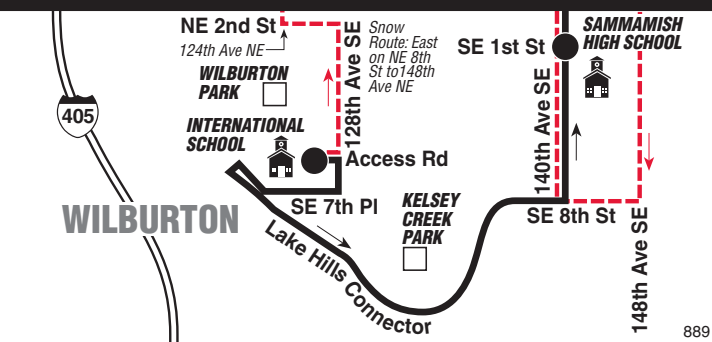 NE 2nd St
124th Ave NE
Snow
Route: East
on NE 8th
St to148th
Ave NE
SAMMAMISH
HIGH SCHOOL
SE 1st St
WILBURTON
PARK
128th Ave SE
140th Ave SE
405
INTERNATIONAL
SCHOOL
Access Rd
SE 7th Pl
KELSEY
CREEK
PARK
SE 8th St
WILBURTON
Lake Hills Connector
148th Ave SE
889